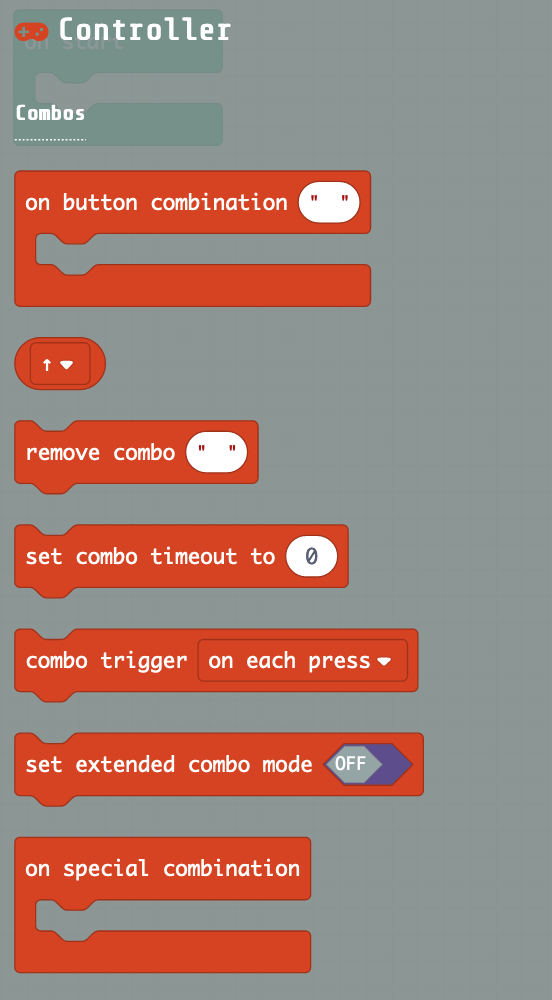 Controller
on start
Combos
on button combination " "
↑
remove combo " "
set combo timeout to 0
combo trigger on each press
set extended combo mode OFF
on special combination